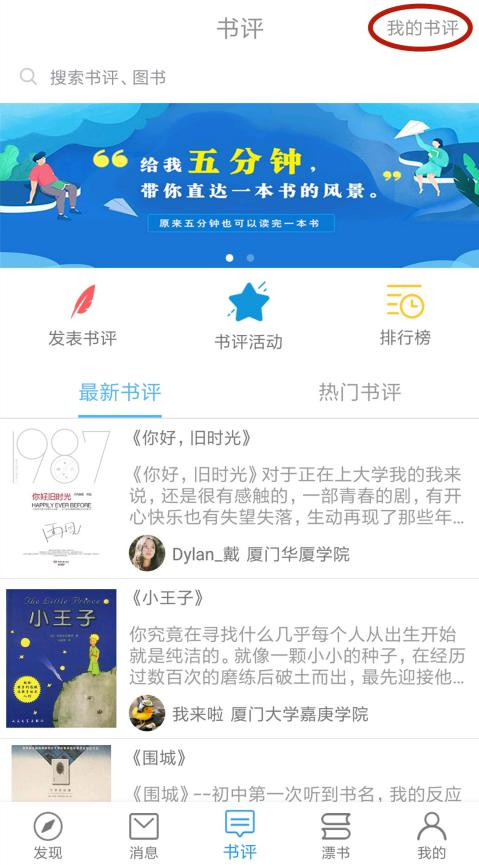 书评
我的书评
搜索书评、图书
给我五分钟，
带你直达一本书的风景。
原来五分钟也可以读完一本书
发表书评
书评活动
排行榜
最新书评
热门书评
《你好，旧时光》
987
你好旧时光
HAPPILY EVER BEFORE
《你好，旧时光》对于正在上大学我的我来
说，还是很有感触的，一部青春的剧，有开
心快乐也有失望失落，生动再现了那些年...
Dylan_戴 厦门华厦学院
《小王子》
The Little Prince
小王子
你究竟在寻找什么几乎每个人从出生开始
就是纯洁的。就像一颗小小的种子，在经历
过数百次的磨练后破土而出，最先迎接他...
我来啦 厦门大学嘉庚学院
《围城》
《围城》--初中第一次听到书名，我的反应
发现
消息
书评
漂书
我的